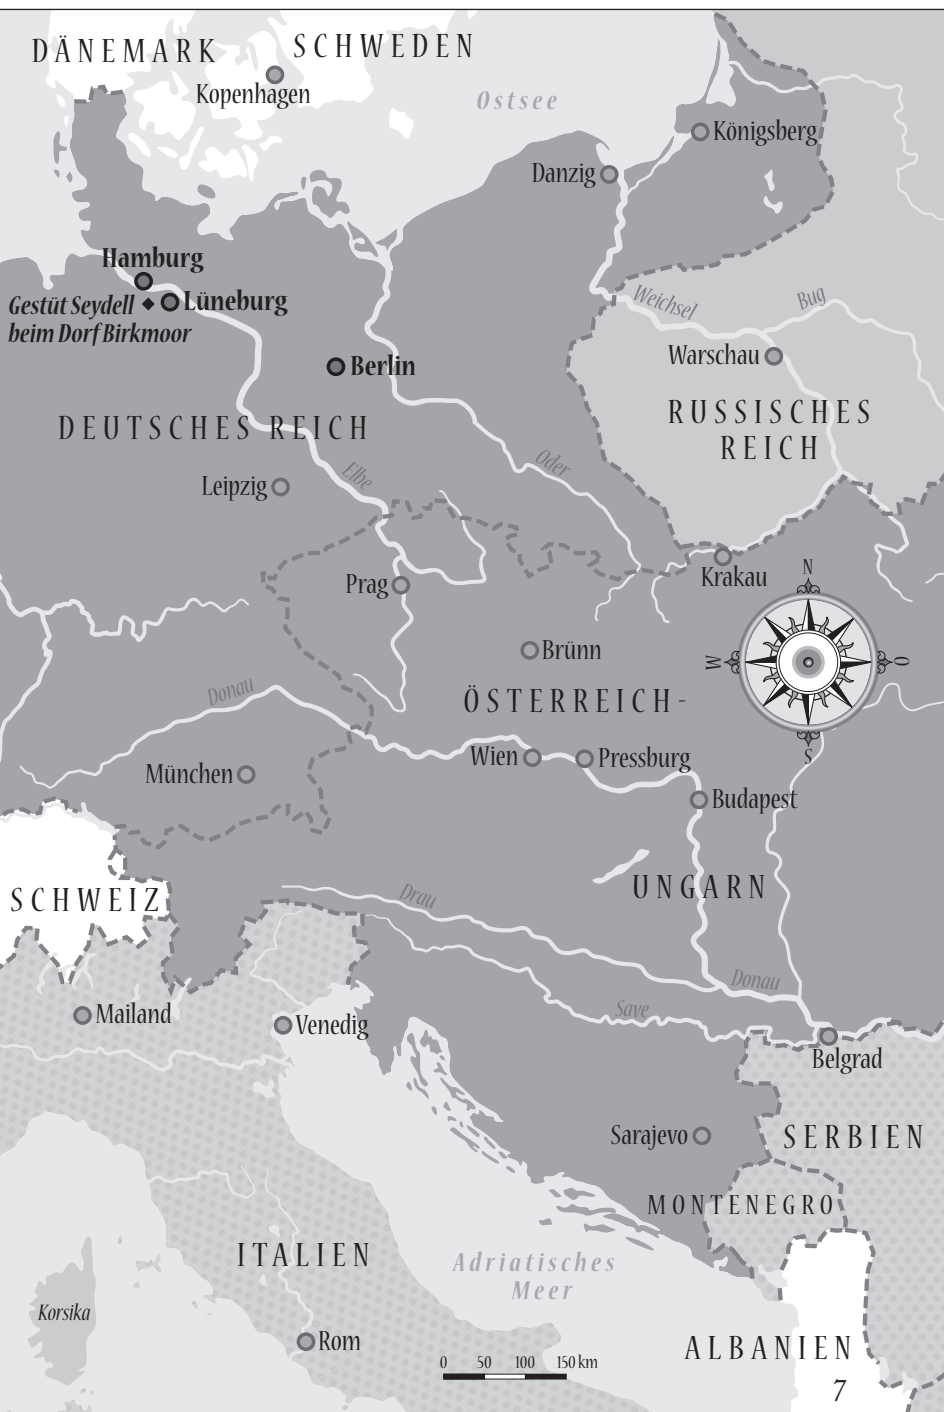 DÄNEMARK
SCHWEDEN
Kopenhagen
Ostsee
Königsberg
Danzig
Hamburg
Gestüt Seydell
Lüneburg
beim Dorf Birkmoor
Weichsel
Bug
Warschau
Berlin
RUSSISCHES
REICH
DEUTSCHES REICH
Elbe
Oder
Leipzig
Prag
Krakau
N
W
O
S
Brünn
Donau
ÖSTERREICH-
Wien
Pressburg
München
Budapest
UNGARN
SCHWEIZ
Drau
Donau
Save
Mailand
Venedig
Belgrad
Sarajevo
SERBIEN
MONTENEGRO
ITALIEN
Adriatisches
Meer
Korsika
Rom
0 50 100 150 km
ALBANIEN
7